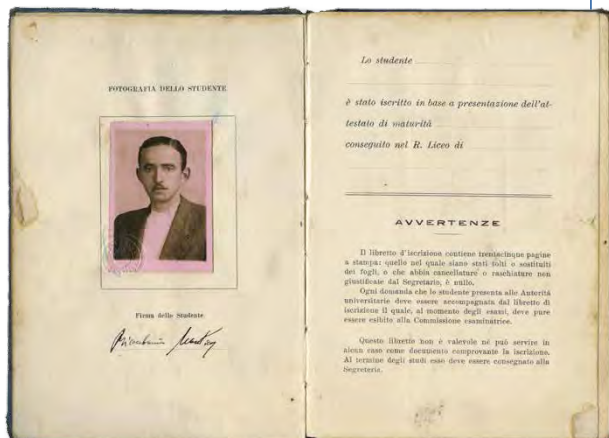 FOTOGRAFIA DELLO STUDENTE
Firma dello Studente
Lo studente
è stato iscritto in base a presentazione dell'at-
testato di maturità
conseguito nel R. Liceo di
AVVERTENZE
Il libretto d'iscrizione contiene trentacinque pagine
a stampa: quello nel quale siano stati tolti o sostituiti
dei fogli, o che abbia cancellature o raschiature non
giustificate dal Segretario, è nullo.
Ogni domanda che lo studente presenta alle Autorità
universitarie deve essere accompagnata dal libretto di
iscrizione il quale, al momento degli esami, deve pure
essere esibito alla Commissione esaminatrice.
Questo libretto non è valevole nè può servire in
alcun caso come documento comprovante la iscrizione.
Al termine degli studi esso deve essere consegnato alla
Segreteria.